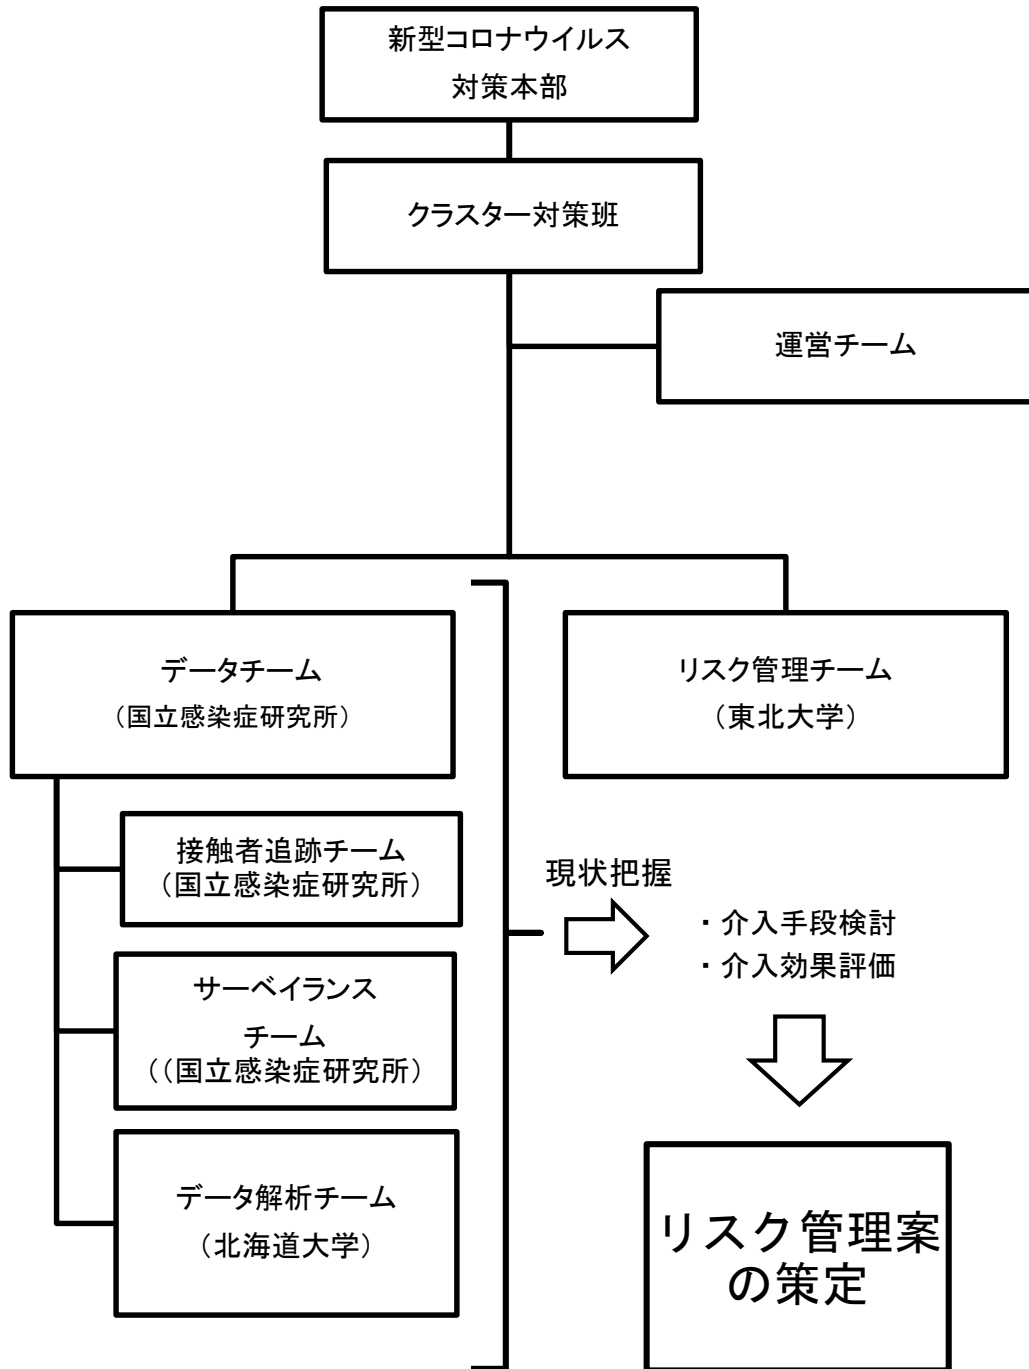 新型コロナウイルス
対策本部
クラスター対策班
運営チーム
データチーム
（国立感染症研究所）
リスク管理チーム
（東北大学）
接触者追跡チーム
（国立感染症研究所）
サーベイランス
チーム
（（国立感染症研究所）
データ解析チーム
（北海道大学）
現状把握
・介入手段検討
・介入効果評価
リスク管理案
の策定